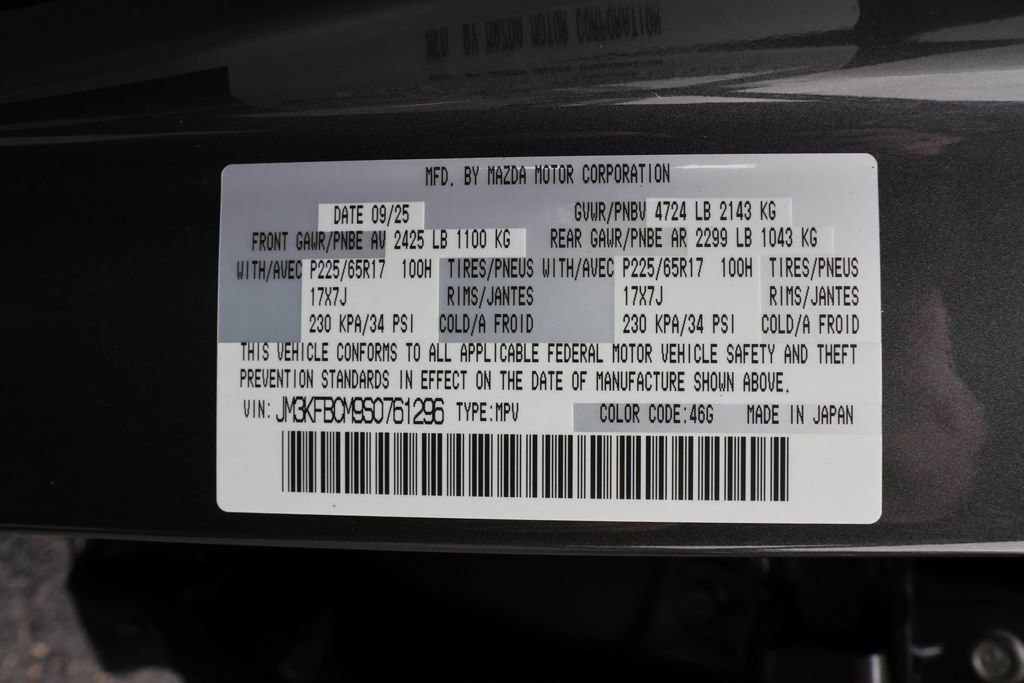 MFD. BY MAZDA MOTOR CORPORATION
DATE 09/25 GVWR/PNBV 4724 LB 2143 KG
FRONT GAWR/PNBE AV 2425 LB 1100 KG REAR GAWR/PNBE AR 2299 LB 1043 KG
WITH/AVEC P225/65R17 100H TIRES/PNEUS WITH/AVEC P225/65R17 100H TIRES/PNEUS
17X7J RIMS/JANTES 17X7J RIMS/JANTES
230 KPA/34 PSI COLD/A FROID 230 KPA/34 PSI COLD/A FROID
THIS VEHICLE CONFORMS TO ALL APPLICABLE FEDERAL MOTOR VEHICLE SAFETY AND THEFT
PREVENTION STANDARDS IN EFFECT ON THE DATE OF MANUFACTURE SHOWN ABOVE.
VIN: JM3KFBCM9S0761296 TYPE:MPV COLOR CODE:46G MADE IN JAPAN